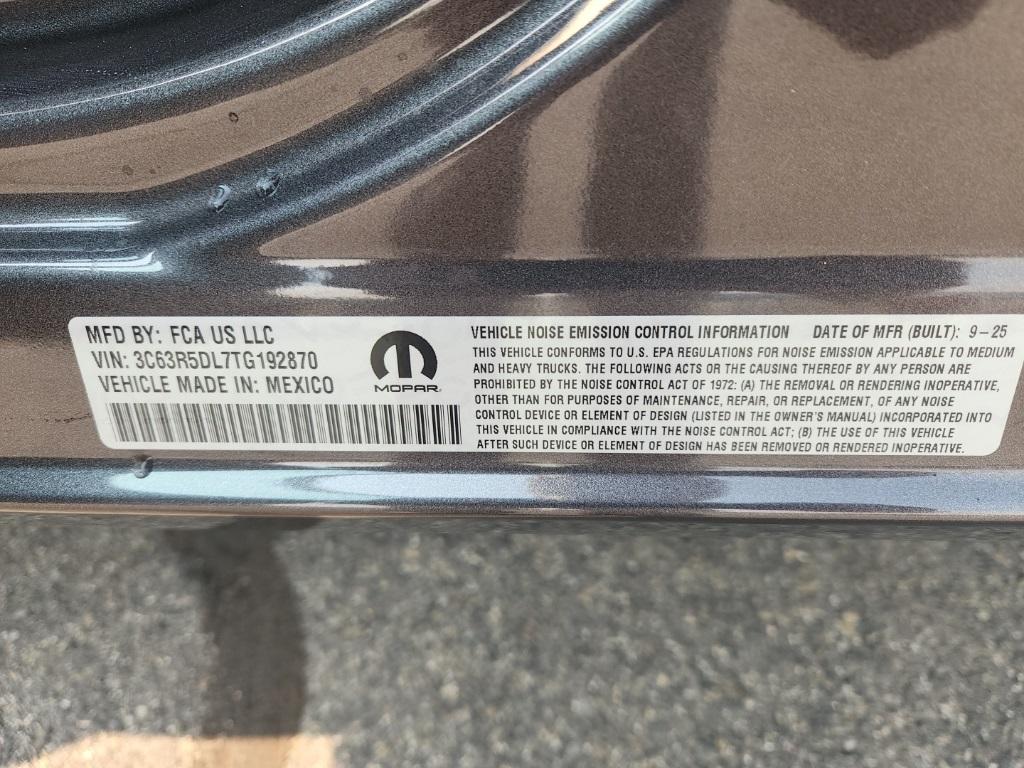 MFD BY: FCA US LLC
VIN: 3C63R5DL7TG192870
VEHICLE MADE IN: MEXICO
MOPAR
VEHICLE NOISE EMISSION CONTROL INFORMATION DATE OF MFR (BUILT): 9-25
THIS VEHICLE CONFORMS TO U.S. EPA REGULATIONS FOR NOISE EMISSION APPLICABLE TO MEDIUM
AND HEAVY TRUCKS. THE FOLLOWING ACTS OR THE CAUSING THEREOF BY ANY PERSON ARE
PROHIBITED BY THE NOISE CONTROL ACT OF 1972: (A) THE REMOVAL OR RENDERING INOPERATIVE,
OTHER THAN FOR PURPOSES OF MAINTENANCE, REPAIR, OR REPLACEMENT, OF ANY NOISE
CONTROL DEVICE OR ELEMENT OF DESIGN (LISTED IN THE OWNER'S MANUAL) INCORPORATED INTO
THIS VEHICLE IN COMPLIANCE WITH THE NOISE CONTROL ACT; (B) THE USE OF THIS VEHICLE
AFTER SUCH DEVICE OR ELEMENT OF DESIGN HAS BEEN REMOVED OR RENDERED INOPERATIVE.